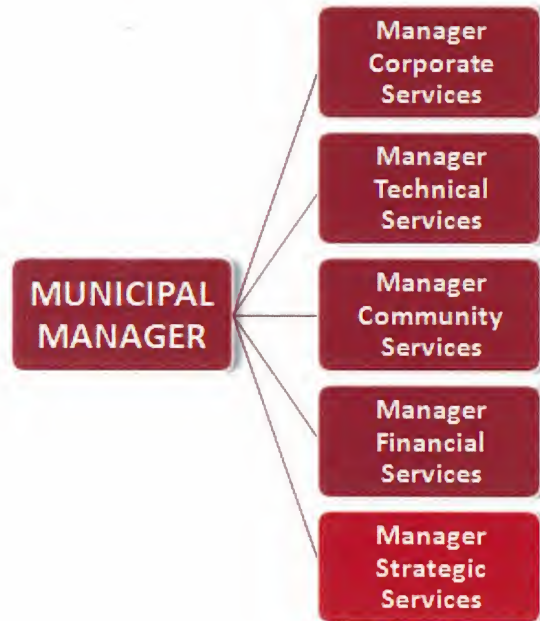 MUNICIPAL
MANAGER
Manager
Corporate
Services
Manager
Technical
Services
Manager
Community
Services
Manager
Financial
Services
Manager
Strategic
Services